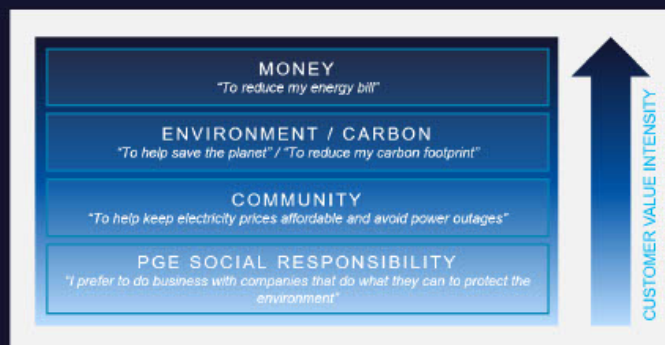 MONEY
"To reduce my energy bill"
ENVIRONMENT / CARBON
"To help save the planet" / "To reduce my carbon footprint"
COMMUNITY
"To help keep electricity prices affordable and avoid power outages"
PGE SOCIAL RESPONSIBILITY
"I prefer to do business with companies that do what they can to protect the
environment"
CUSTOMER VALUE INTENSITY